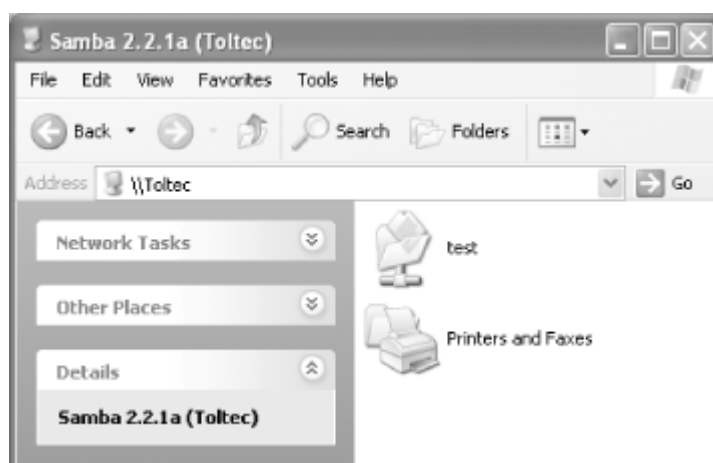 Samba 2.2.1a (Toltec)
File Edit View Favorites Tools Help
Back Search Folders
Address \\Toltec Go
Network Tasks
test
Other Places
Printers and Faxes
Details
Samba 2.2.1a (Toltec)